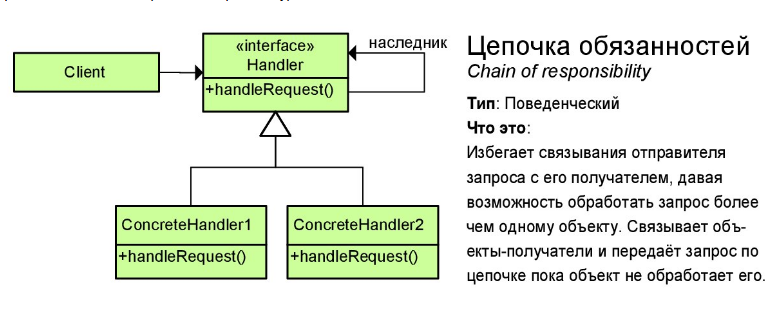 Client
«interface»
Handler
+handleRequest()
наследник
ConcreteHandler1
+handleRequest()
ConcreteHandler2
+handleRequest()
Цепочка обязанностей
Chain of responsibility
Тип: Поведенческий
Что это:
Избегает связывания отправителя
запроса с его получателем, давая
возможность обработать запрос более
чем одному объекту. Связывает объ-
екты-получатели и передаёт запрос по
цепочке пока объект не обработает его.